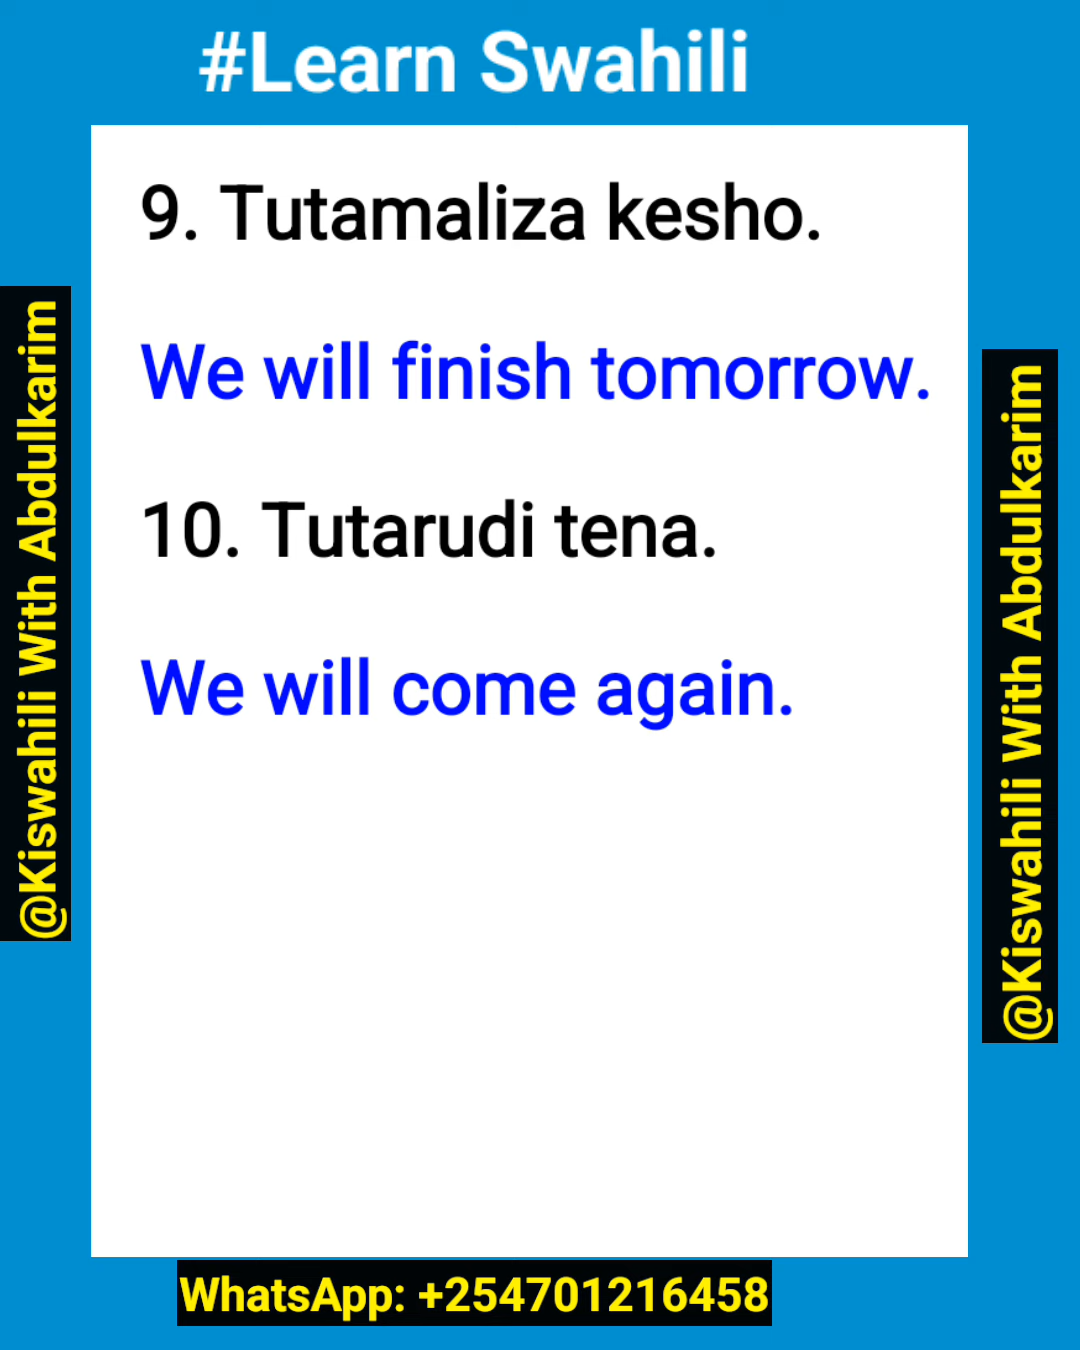 #Learn Swahili
9. Tutamaliza kesho.
We will finish tomorrow.
10. Tutarudi tena.
We will come again.
@Kiswahili With Abdulkarim
@Kiswahili With Abdulkarim
WhatsApp: +254701216458